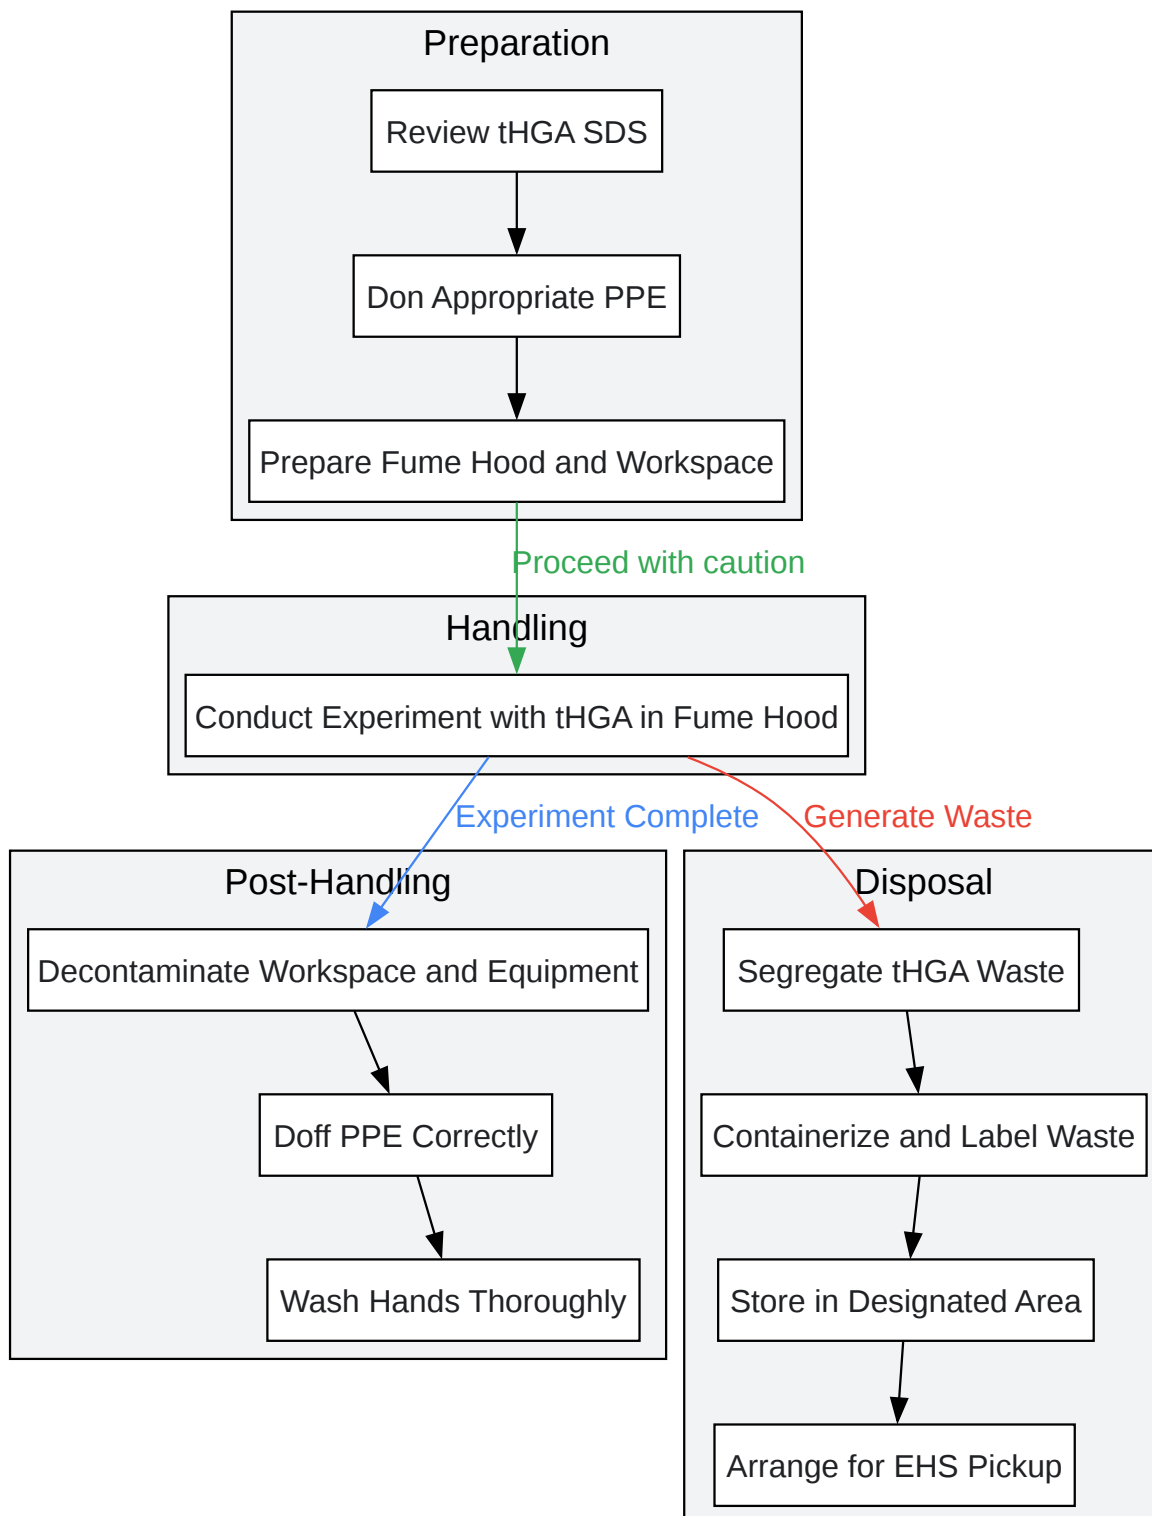 Preparation
Review tHGA SDS
Don Appropriate PPE
Prepare Fume Hood and Workspace
Proceed with caution
Handling
Conduct Experiment with tHGA in Fume Hood
Experiment Complete
Generate Waste
Post-Handling
Disposal
Decontaminate Workspace and Equipment
Segregate tHGA Waste
Doff PPE Correctly
Containerize and Label Waste
Wash Hands Thoroughly
Store in Designated Area
Arrange for EHS Pickup